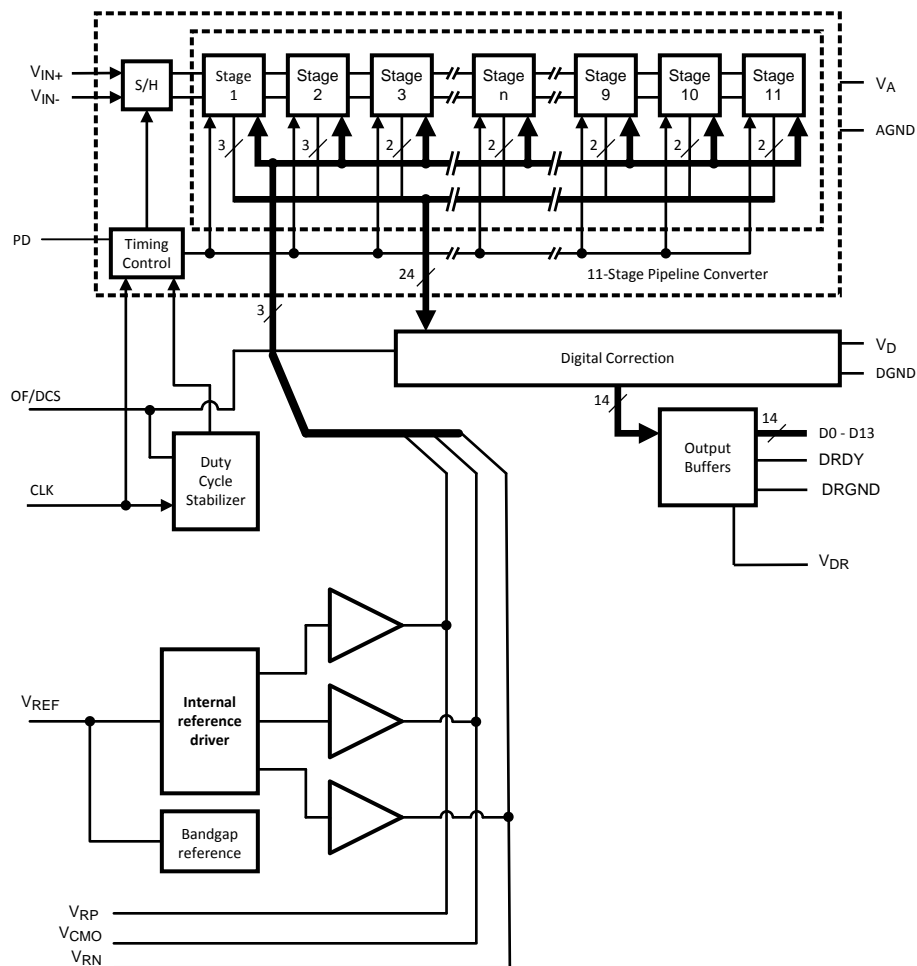 VIN+
VIN-
S/H
Stage
1
Stage
2
Stage
3
Stage
n
Stage
9
Stage
10
Stage
11
VA
AGND
3
3
2
2
2
2
2
PD
Timing
Control
24
11-Stage Pipeline Converter
3
Digital Correction
VD
DGND
OF/DCS
14
14
D0 - D13
Output
Buffers
DRDY
DRGND
Duty
Cycle
Stabilizer
CLK
VDR
VREF
Internal
reference
driver
Bandgap
reference
VRP
VCMO
VRN